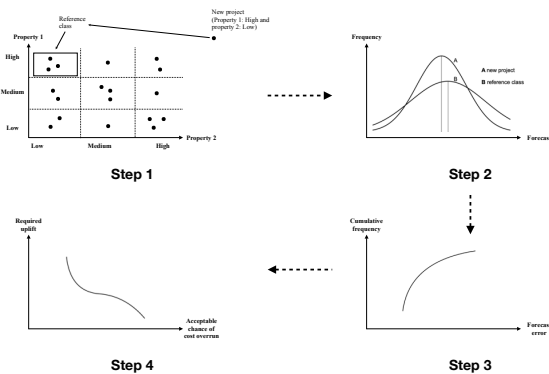 New project
(Property 1: High and
property 2: Low)
Reference
class
Property 1
High
Medium
Low
Property 2
Low
Medium
High
Step 1
Frequency
A
B
A new project
B reference class
Forecas
Step 2
Required
uplift
Acceptable
chance of
cost overrun
Step 4
Cumulative
frequency
Forecas
error
Step 3